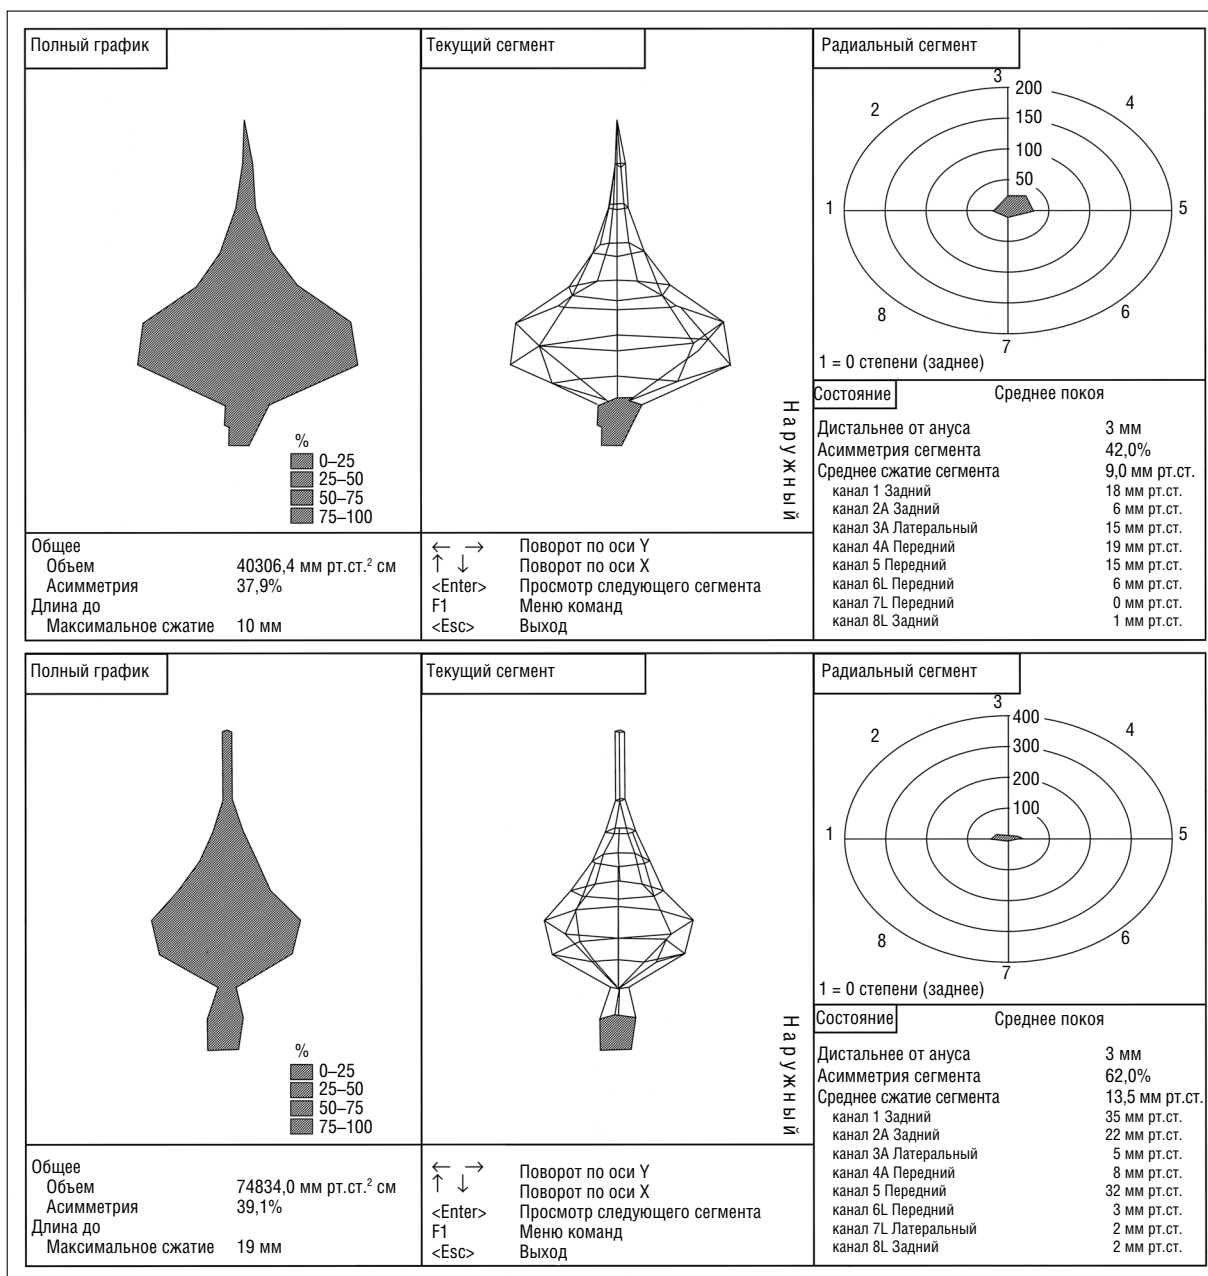 Полный график
%
0–25
25–50
50–75
75–100
Общее
Объем 40306,4 мм рт.ст.² см
Асимметрия 37,9%
Длина до
Максимальное сжатие 10 мм
Текущий сегмент
Наружный
← → Поворот по оси Y
↑ ↓ Поворот по оси X
<Enter> Просмотр следующего сегмента
F1 Меню команд
<Esc> Выход
Радиальный сегмент
3
200
2
4
150
100
50
1
5
8
6
7
1 = 0 степени (заднее)
Состояние Среднее покоя
Дистальнее от ануса 3 мм
Асимметрия сегмента 42,0%
Среднее сжатие сегмента 9,0 мм рт.ст.
канал 1 Задний 18 мм рт.ст.
канал 2А Задний 6 мм рт.ст.
канал 3А Латеральный 15 мм рт.ст.
канал 4А Передний 19 мм рт.ст.
канал 5 Передний 15 мм рт.ст.
канал 6L Передний 6 мм рт.ст.
канал 7L Передний 0 мм рт.ст.
канал 8L Задний 1 мм рт.ст.
Полный график
%
0–25
25–50
50–75
75–100
Общее
Объем 74834,0 мм рт.ст.² см
Асимметрия 39,1%
Длина до
Максимальное сжатие 19 мм
Текущий сегмент
Наружный
← → Поворот по оси Y
↑ ↓ Поворот по оси X
<Enter> Просмотр следующего сегмента
F1 Меню команд
<Esc> Выход
Радиальный сегмент
3
400
2
4
300
200
100
1
5
8
6
7
1 = 0 степени (заднее)
Состояние Среднее покоя
Дистальнее от ануса 3 мм
Асимметрия сегмента 62,0%
Среднее сжатие сегмента 13,5 мм рт.ст.
канал 1 Задний 35 мм рт.ст.
канал 2А Задний 22 мм рт.ст.
канал 3А Латеральный 5 мм рт.ст.
канал 4А Передний 8 мм рт.ст.
канал 5 Передний 32 мм рт.ст.
канал 6L Передний 3 мм рт.ст.
канал 7L Латеральный 2 мм рт.ст.
канал 8L Задний 2 мм рт.ст.